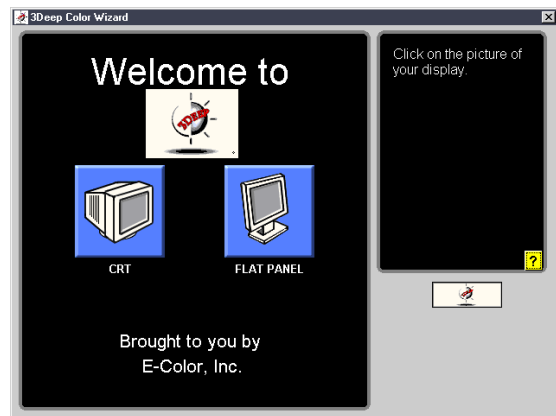 3Deep Color Wizard
Welcome to
3DEEP
CRT
FLAT PANEL
Brought to you by
E-Color, Inc.
Click on the picture of
your display.
?